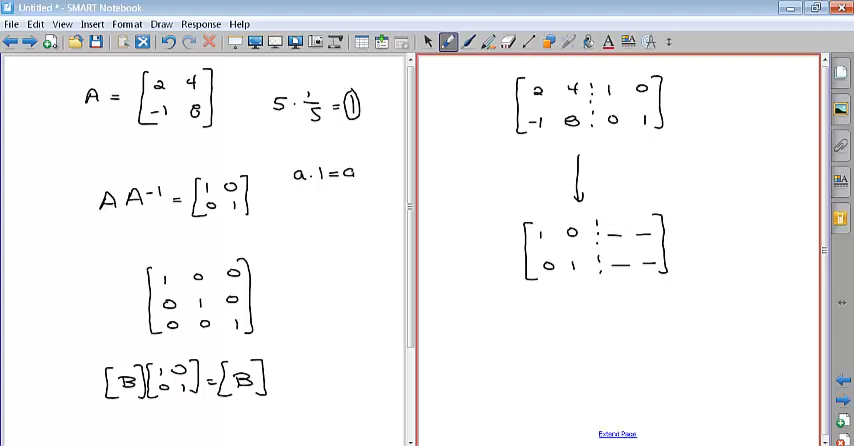 Untitled * - SMART Notebook
File Edit View Insert Format Draw Response Help
A = [2 4
-1 8]
5 · 1/5 = 1
A A⁻¹ = [1 0
0 1]
a · 1 = a
[1 0 0
0 1 0
0 0 1]
[B][1 0
0 1] = [B]
[2 4 ⋮ 1 0
-1 8 ⋮ 0 1]
↓
[1 0 ⋮ _ _
0 1 ⋮ _ _]
Extend Page